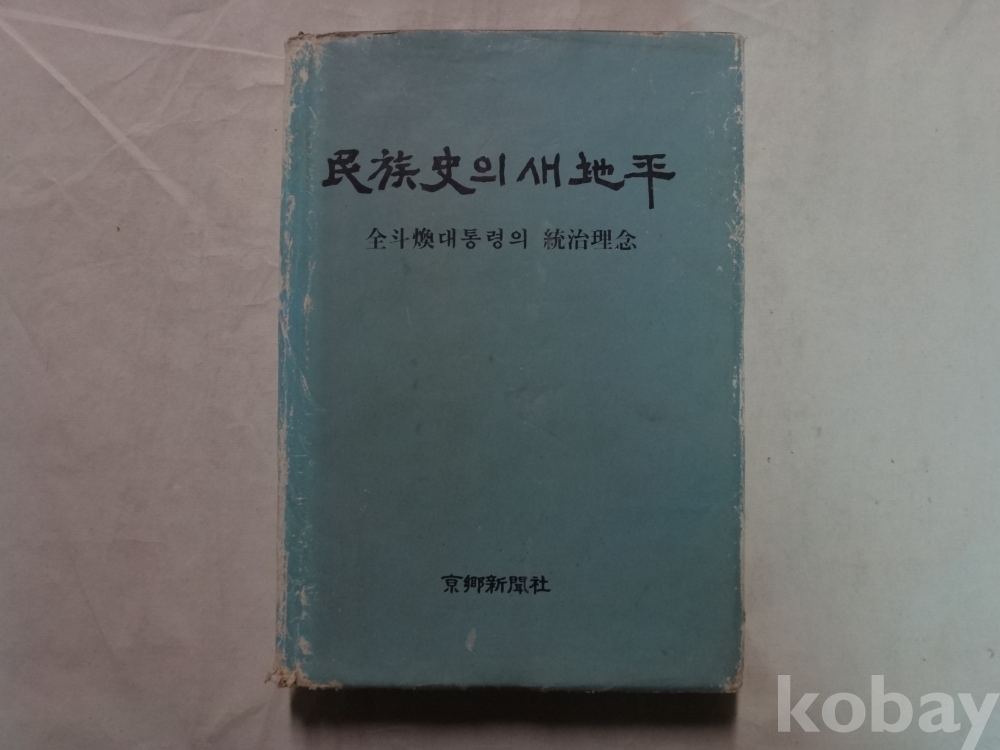 民族史의 새 地平
全斗煥대통령의 統治理念
京鄕新聞社
kobay